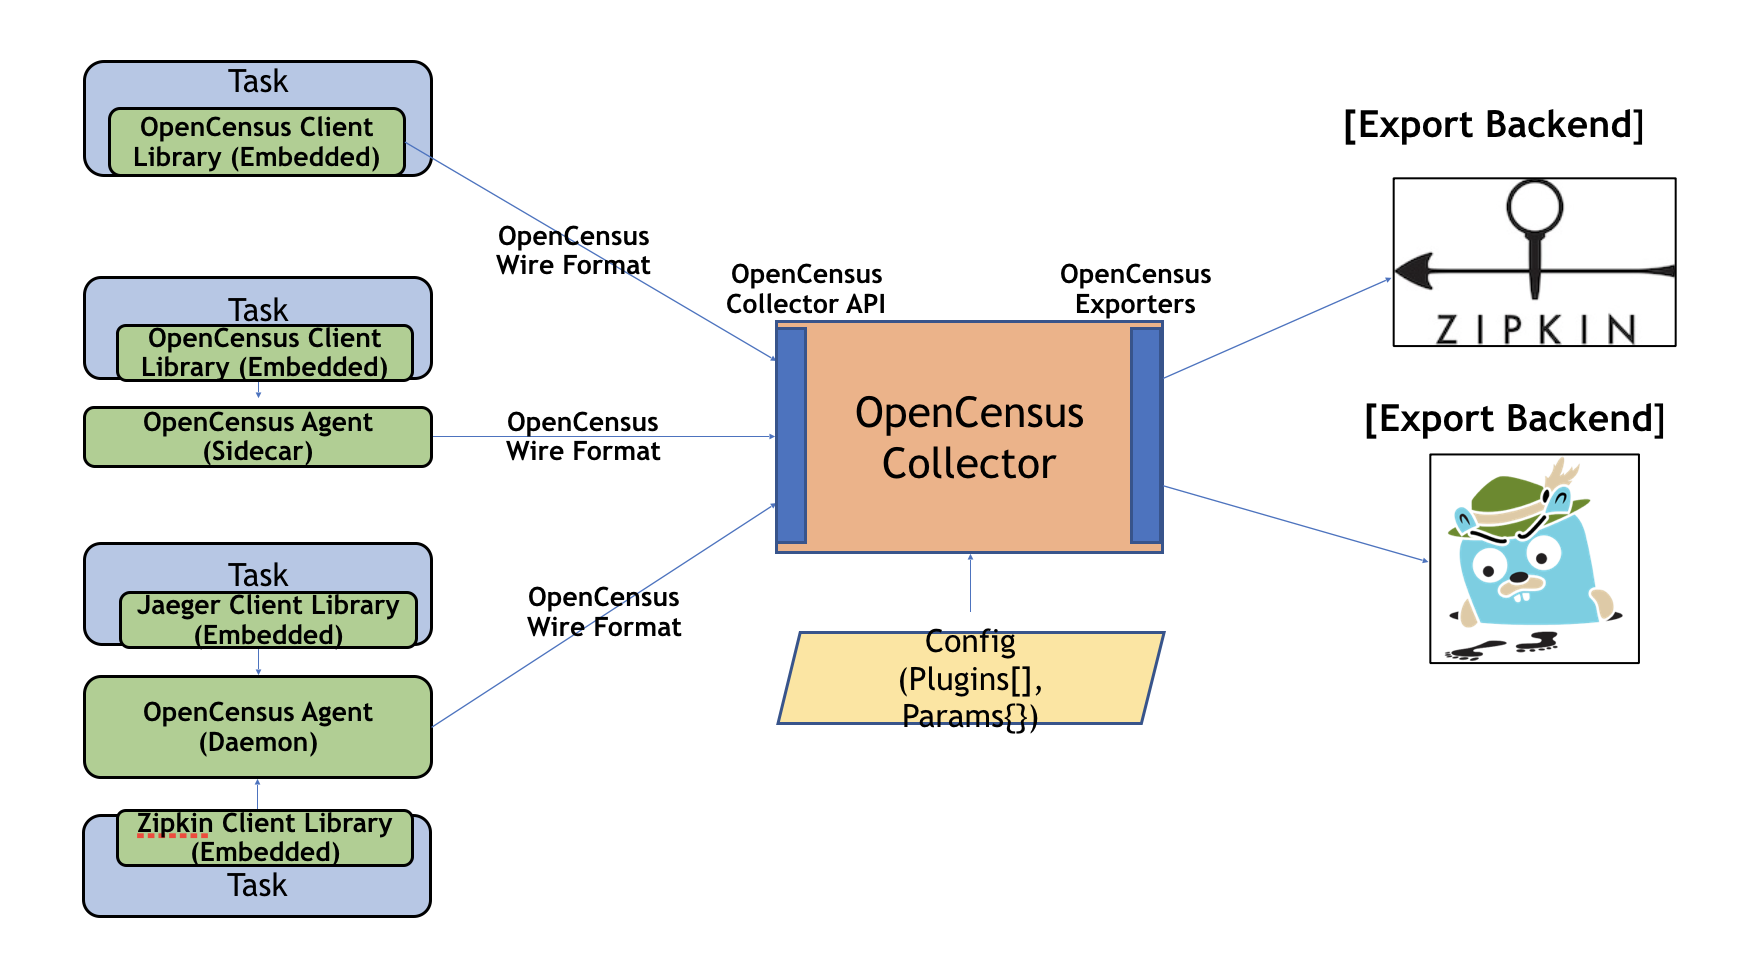 Task
OpenCensus Client
Library (Embedded)
OpenCensus
Wire Format
Task
OpenCensus Client
Library (Embedded)
OpenCensus Agent
(Sidecar)
OpenCensus
Wire Format
Task
Jaeger Client Library
(Embedded)
OpenCensus Agent
(Daemon)
OpenCensus
Wire Format
Zipkin Client Library
(Embedded)
Task
OpenCensus
Collector API
OpenCensus
Exporters
OpenCensus
Collector
Config
(Plugins[],
Params{})
[Export Backend]
ZIPKIN
[Export Backend]